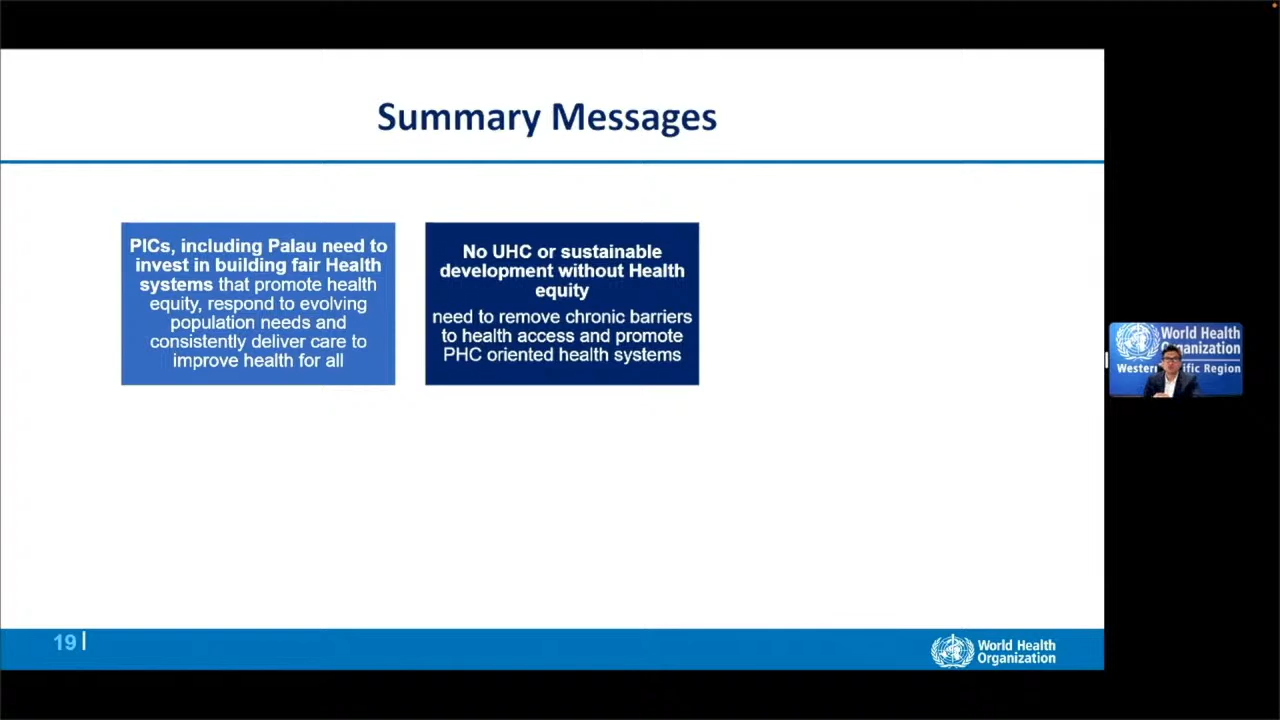 Summary Messages
PICs, including Palau need to
invest in building fair Health
systems that promote health
equity, respond to evolving
population needs and
consistently deliver care to
improve health for all
No UHC or sustainable
development without Health
equity
need to remove chronic barriers
to health access and promote
PHC oriented health systems
World Health
Organization
Western Pacific Region
19
World Health
Organization